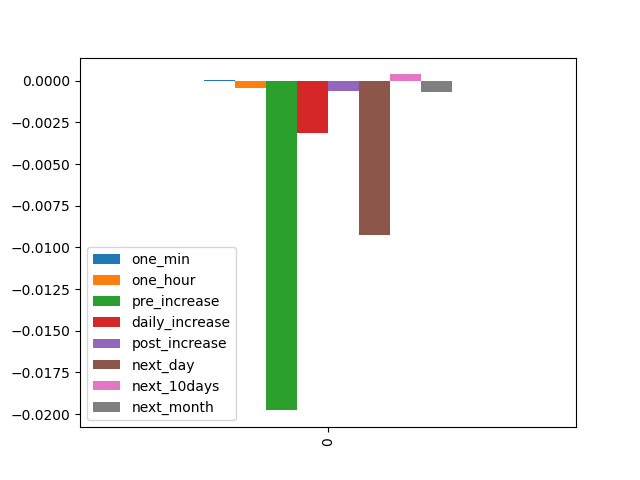 0.0000
−0.0025
−0.0050
−0.0075
−0.0100
−0.0125
−0.0150
−0.0175
−0.0200
one_min
one_hour
pre_increase
daily_increase
post_increase
next_day
next_10days
next_month
0